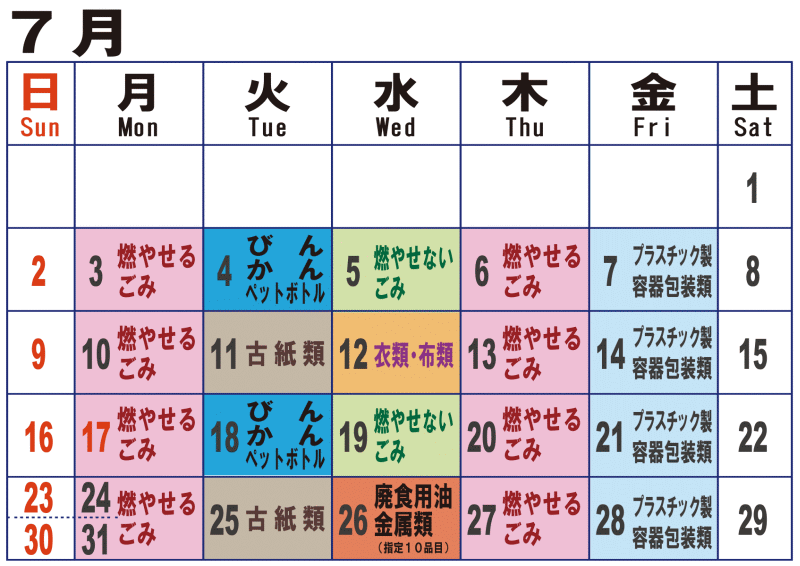 7月
日 月 火 水 木 金 土
Sun Mon Tue Wed Thu Fri Sat
1
2
3 燃やせる
ごみ
4 びん
かん
ペットボトル
5 燃やせない
ごみ
6 燃やせる
ごみ
7 プラスチック製
容器包装類
8
9
10 燃やせる
ごみ
11 古紙類
12 衣類・布類
13 燃やせる
ごみ
14 プラスチック製
容器包装類
15
16
17 燃やせる
ごみ
18 びん
かん
ペットボトル
19 燃やせない
ごみ
20 燃やせる
ごみ
21 プラスチック製
容器包装類
22
23
30
24
31
燃やせる
ごみ
25 古紙類
26 廃食用油
金属類
（指定10品目）
27 燃やせる
ごみ
28 プラスチック製
容器包装類
29